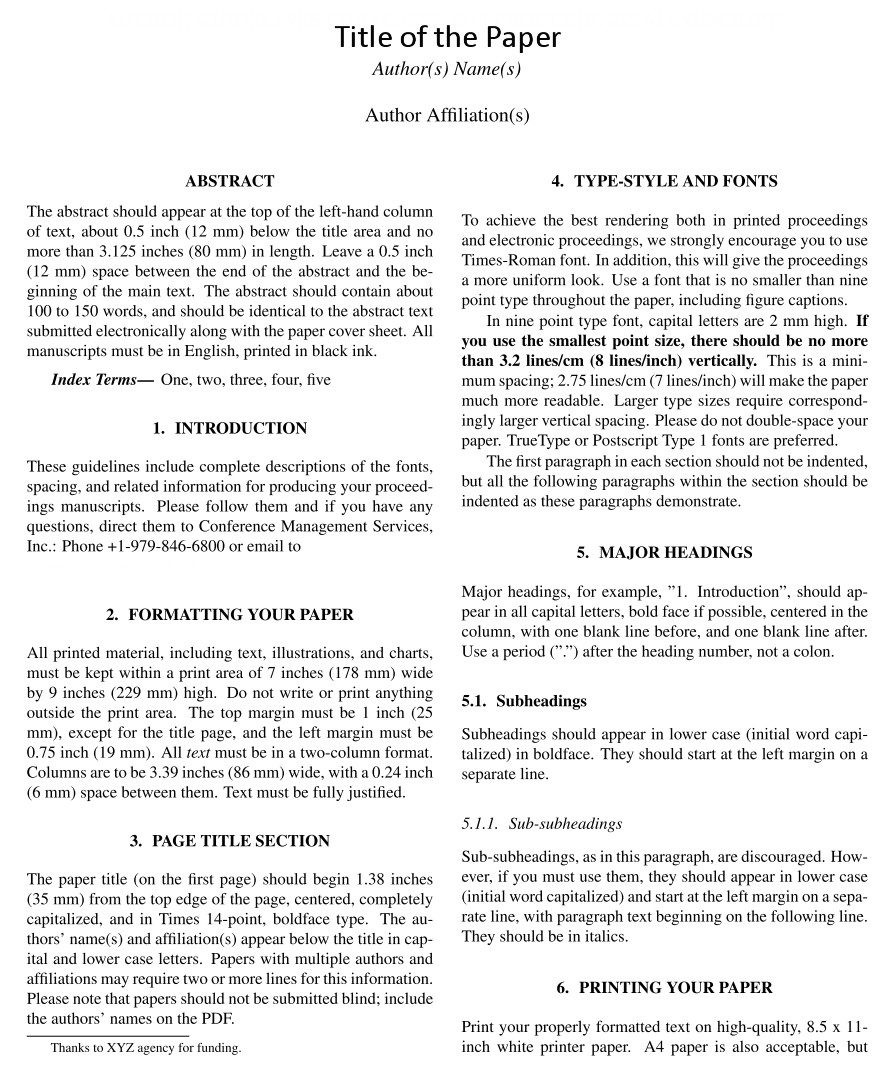 Title of the Paper
Author(s) Name(s)
Author Affiliation(s)
ABSTRACT
The abstract should appear at the top of the left-hand column
of text, about 0.5 inch (12 mm) below the title area and no
more than 3.125 inches (80 mm) in length. Leave a 0.5 inch
(12 mm) space between the end of the abstract and the be-
ginning of the main text. The abstract should contain about
100 to 150 words, and should be identical to the abstract text
submitted electronically along with the paper cover sheet. All
manuscripts must be in English, printed in black ink.
Index Terms— One, two, three, four, five
1. INTRODUCTION
These guidelines include complete descriptions of the fonts,
spacing, and related information for producing your proceed-
ings manuscripts. Please follow them and if you have any
questions, direct them to Conference Management Services,
Inc.: Phone +1-979-846-6800 or email to
2. FORMATTING YOUR PAPER
All printed material, including text, illustrations, and charts,
must be kept within a print area of 7 inches (178 mm) wide
by 9 inches (229 mm) high. Do not write or print anything
outside the print area. The top margin must be 1 inch (25
mm), except for the title page, and the left margin must be
0.75 inch (19 mm). All text must be in a two-column format.
Columns are to be 3.39 inches (86 mm) wide, with a 0.24 inch
(6 mm) space between them. Text must be fully justified.
3. PAGE TITLE SECTION
The paper title (on the first page) should begin 1.38 inches
(35 mm) from the top edge of the page, centered, completely
capitalized, and in Times 14-point, boldface type. The au-
thors' name(s) and affiliation(s) appear below the title in cap-
ital and lower case letters. Papers with multiple authors and
affiliations may require two or more lines for this information.
Please note that papers should not be submitted blind; include
the authors' names on the PDF.
Thanks to XYZ agency for funding.
4. TYPE-STYLE AND FONTS
To achieve the best rendering both in printed proceedings
and electronic proceedings, we strongly encourage you to use
Times-Roman font. In addition, this will give the proceedings
a more uniform look. Use a font that is no smaller than nine
point type throughout the paper, including figure captions.
In nine point type font, capital letters are 2 mm high. If
you use the smallest point size, there should be no more
than 3.2 lines/cm (8 lines/inch) vertically. This is a mini-
mum spacing; 2.75 lines/cm (7 lines/inch) will make the paper
much more readable. Larger type sizes require correspond-
ingly larger vertical spacing. Please do not double-space your
paper. TrueType or Postscript Type 1 fonts are preferred.
The first paragraph in each section should not be indented,
but all the following paragraphs within the section should be
indented as these paragraphs demonstrate.
5. MAJOR HEADINGS
Major headings, for example, ”1. Introduction”, should ap-
pear in all capital letters, bold face if possible, centered in the
column, with one blank line before, and one blank line after.
Use a period (”.”) after the heading number, not a colon.
5.1. Subheadings
Subheadings should appear in lower case (initial word capi-
talized) in boldface. They should start at the left margin on a
separate line.
5.1.1. Sub-subheadings
Sub-subheadings, as in this paragraph, are discouraged. How-
ever, if you must use them, they should appear in lower case
(initial word capitalized) and start at the left margin on a sepa-
rate line, with paragraph text beginning on the following line.
They should be in italics.
6. PRINTING YOUR PAPER
Print your properly formatted text on high-quality, 8.5 x 11-
inch white printer paper. A4 paper is also acceptable, but